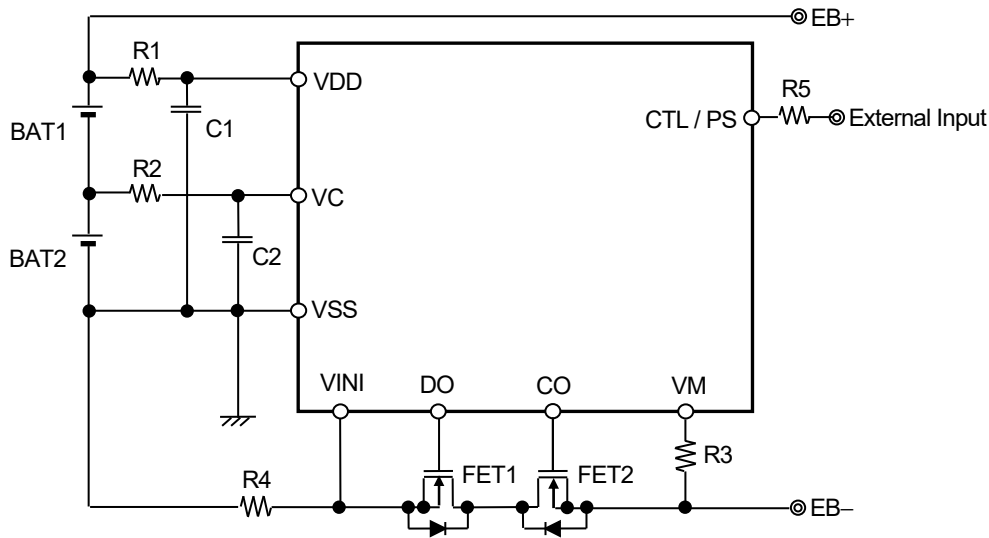 EB+
R1
VDD
R5
BAT1
C1
CTL / PS
External Input
R2
VC
BAT2
C2
VSS
VINI
DO
CO
VM
R3
R4
FET1
FET2
EB−